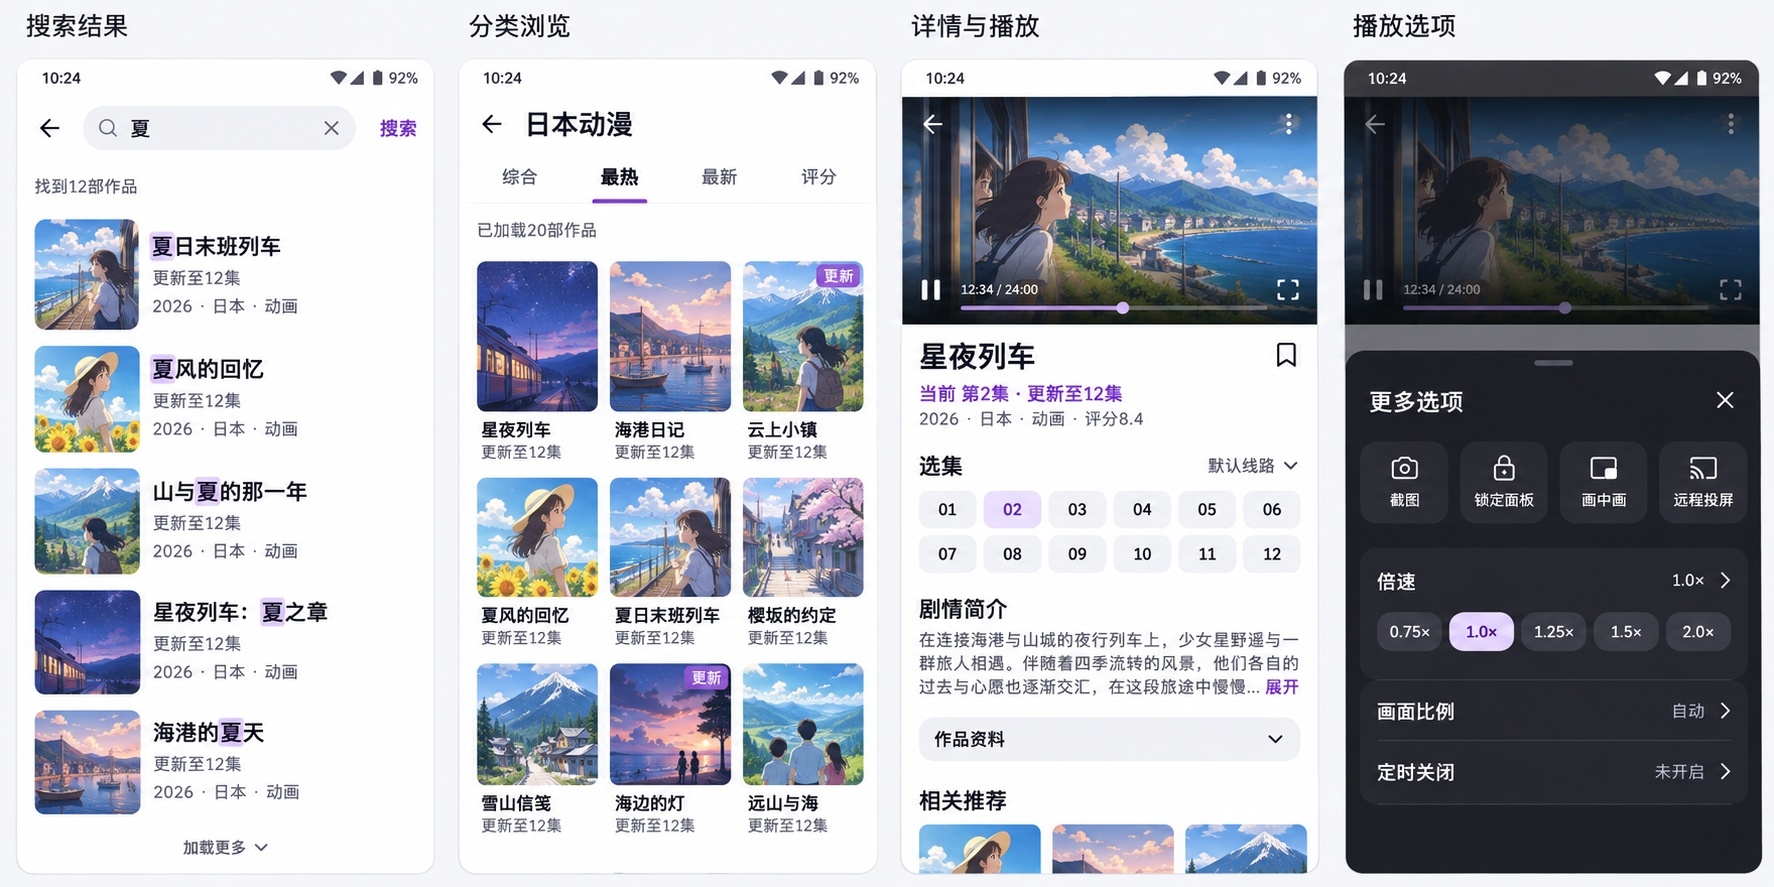 搜索结果
10:24
92%
夏
搜索
找到12部作品
夏日末班列车
更新至12集
2026 · 日本 · 动画
夏风的回忆
更新至12集
2026 · 日本 · 动画
山与夏的那一年
更新至12集
2026 · 日本 · 动画
星夜列车：夏之章
更新至12集
2026 · 日本 · 动画
海港的夏天
更新至12集
2026 · 日本 · 动画
加载更多
分类浏览
10:24
92%
日本动漫
综合 最热 最新 评分
已加载20部作品
更新
星夜列车 海港日记 云上小镇
更新至12集 更新至12集 更新至12集
夏风的回忆 夏日末班列车 樱坂的约定
更新至12集 更新至12集 更新至12集
更新
雪山信笺 海边的灯 远山与海
更新至12集 更新至12集 更新至12集
详情与播放
10:24
92%
12:34 / 24:00
星夜列车
当前 第2集 · 更新至12集
2026 · 日本 · 动画 · 评分8.4
选集
默认线路
01 02 03 04 05 06
07 08 09 10 11 12
剧情简介
在连接海港与山城的夜行列车上，少女星野遥与一
群旅人相遇。伴随着四季流转的风景，他们各自的
过去与心愿也逐渐交汇，在这段旅途中慢慢... 展开
作品资料
相关推荐
播放选项
10:24
92%
12:34 / 24:00
更多选项
截图 锁定面板 画中画 远程投屏
倍速
1.0×
0.75× 1.0× 1.25× 1.5× 2.0×
画面比例
自动
定时关闭
未开启